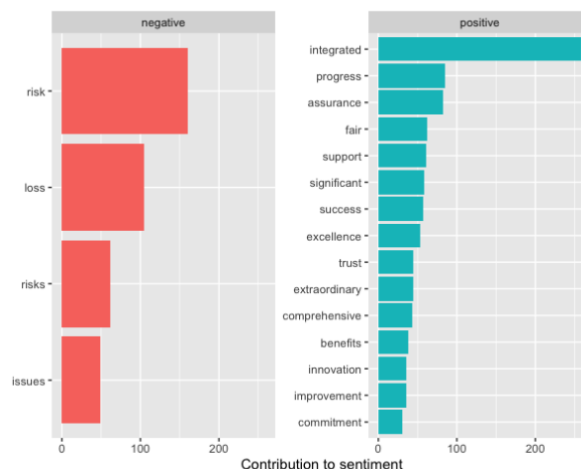 negative
risk
loss
risks
issues
0
100
200
positive
integrated
progress
assurance
fair
support
significant
success
excellence
trust
extraordinary
comprehensive
benefits
innovation
improvement
commitment
0
100
200
Contribution to sentiment